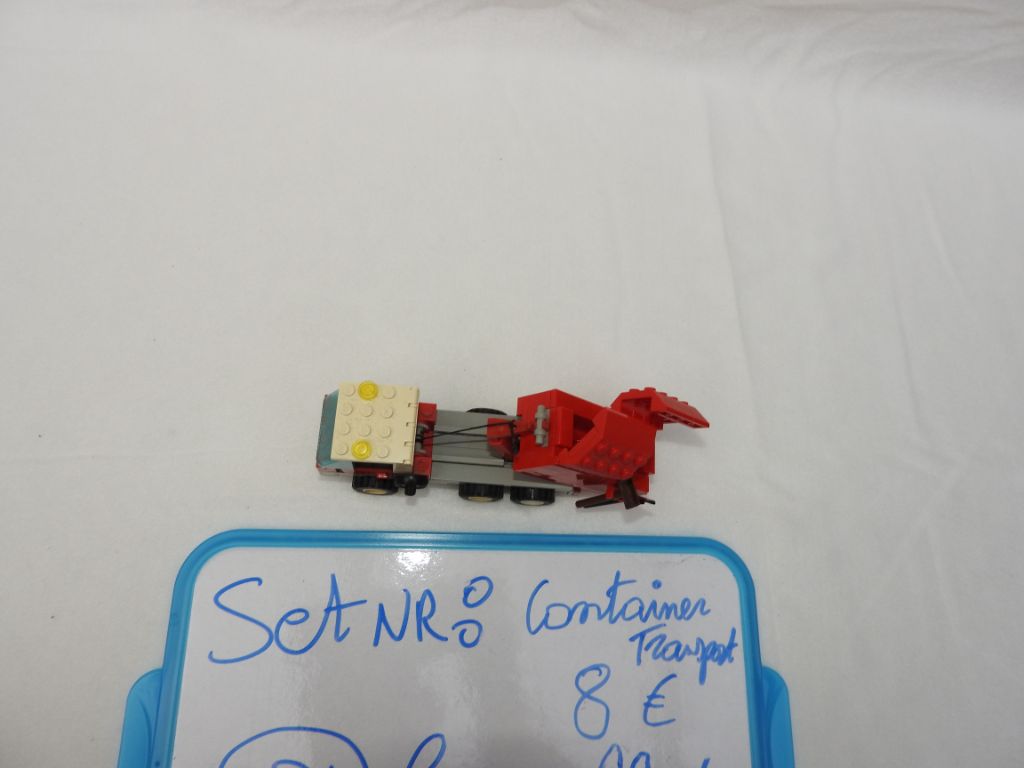 Set NR: Container
Transport
8 €